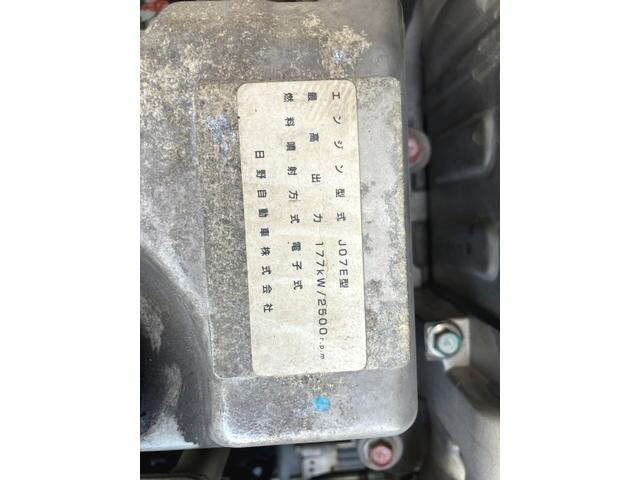 エンジン型式 J07E型
最高出力 177kW/2500r.p.m
燃料噴射方式 電子式
日野自動車株式会社